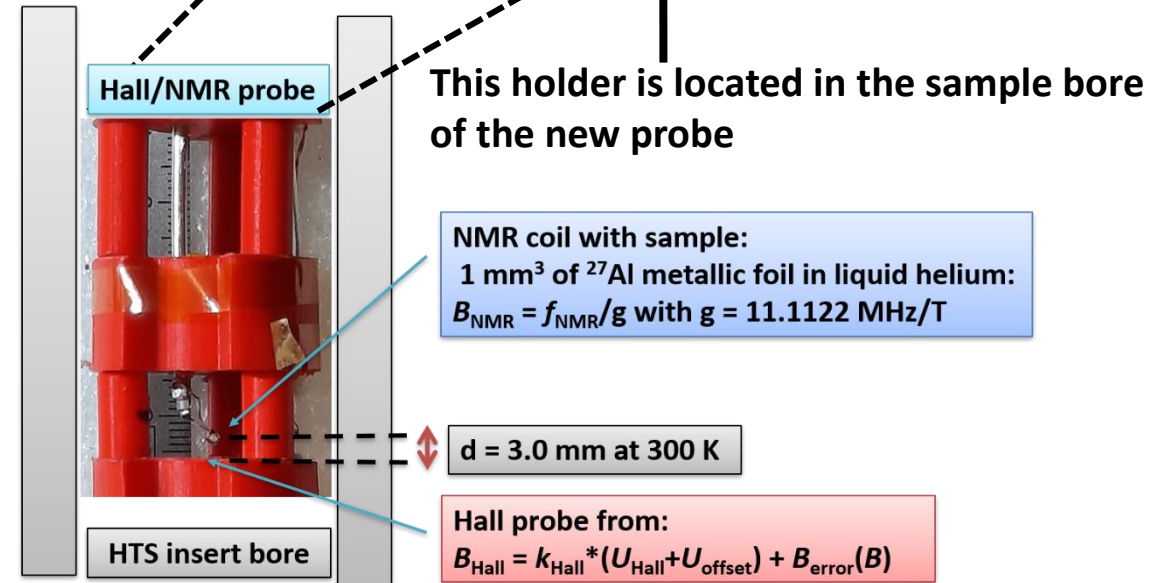 Hall/NMR probe
This holder is located in the sample bore
of the new probe
NMR coil with sample:
1 mm³ of ²⁷Al metallic foil in liquid helium:
B_NMR = f_NMR/g with g = 11.1122 MHz/T
d = 3.0 mm at 300 K
Hall probe from:
B_Hall = k_Hall*(U_Hall+U_offset) + B_error(B)
HTS insert bore